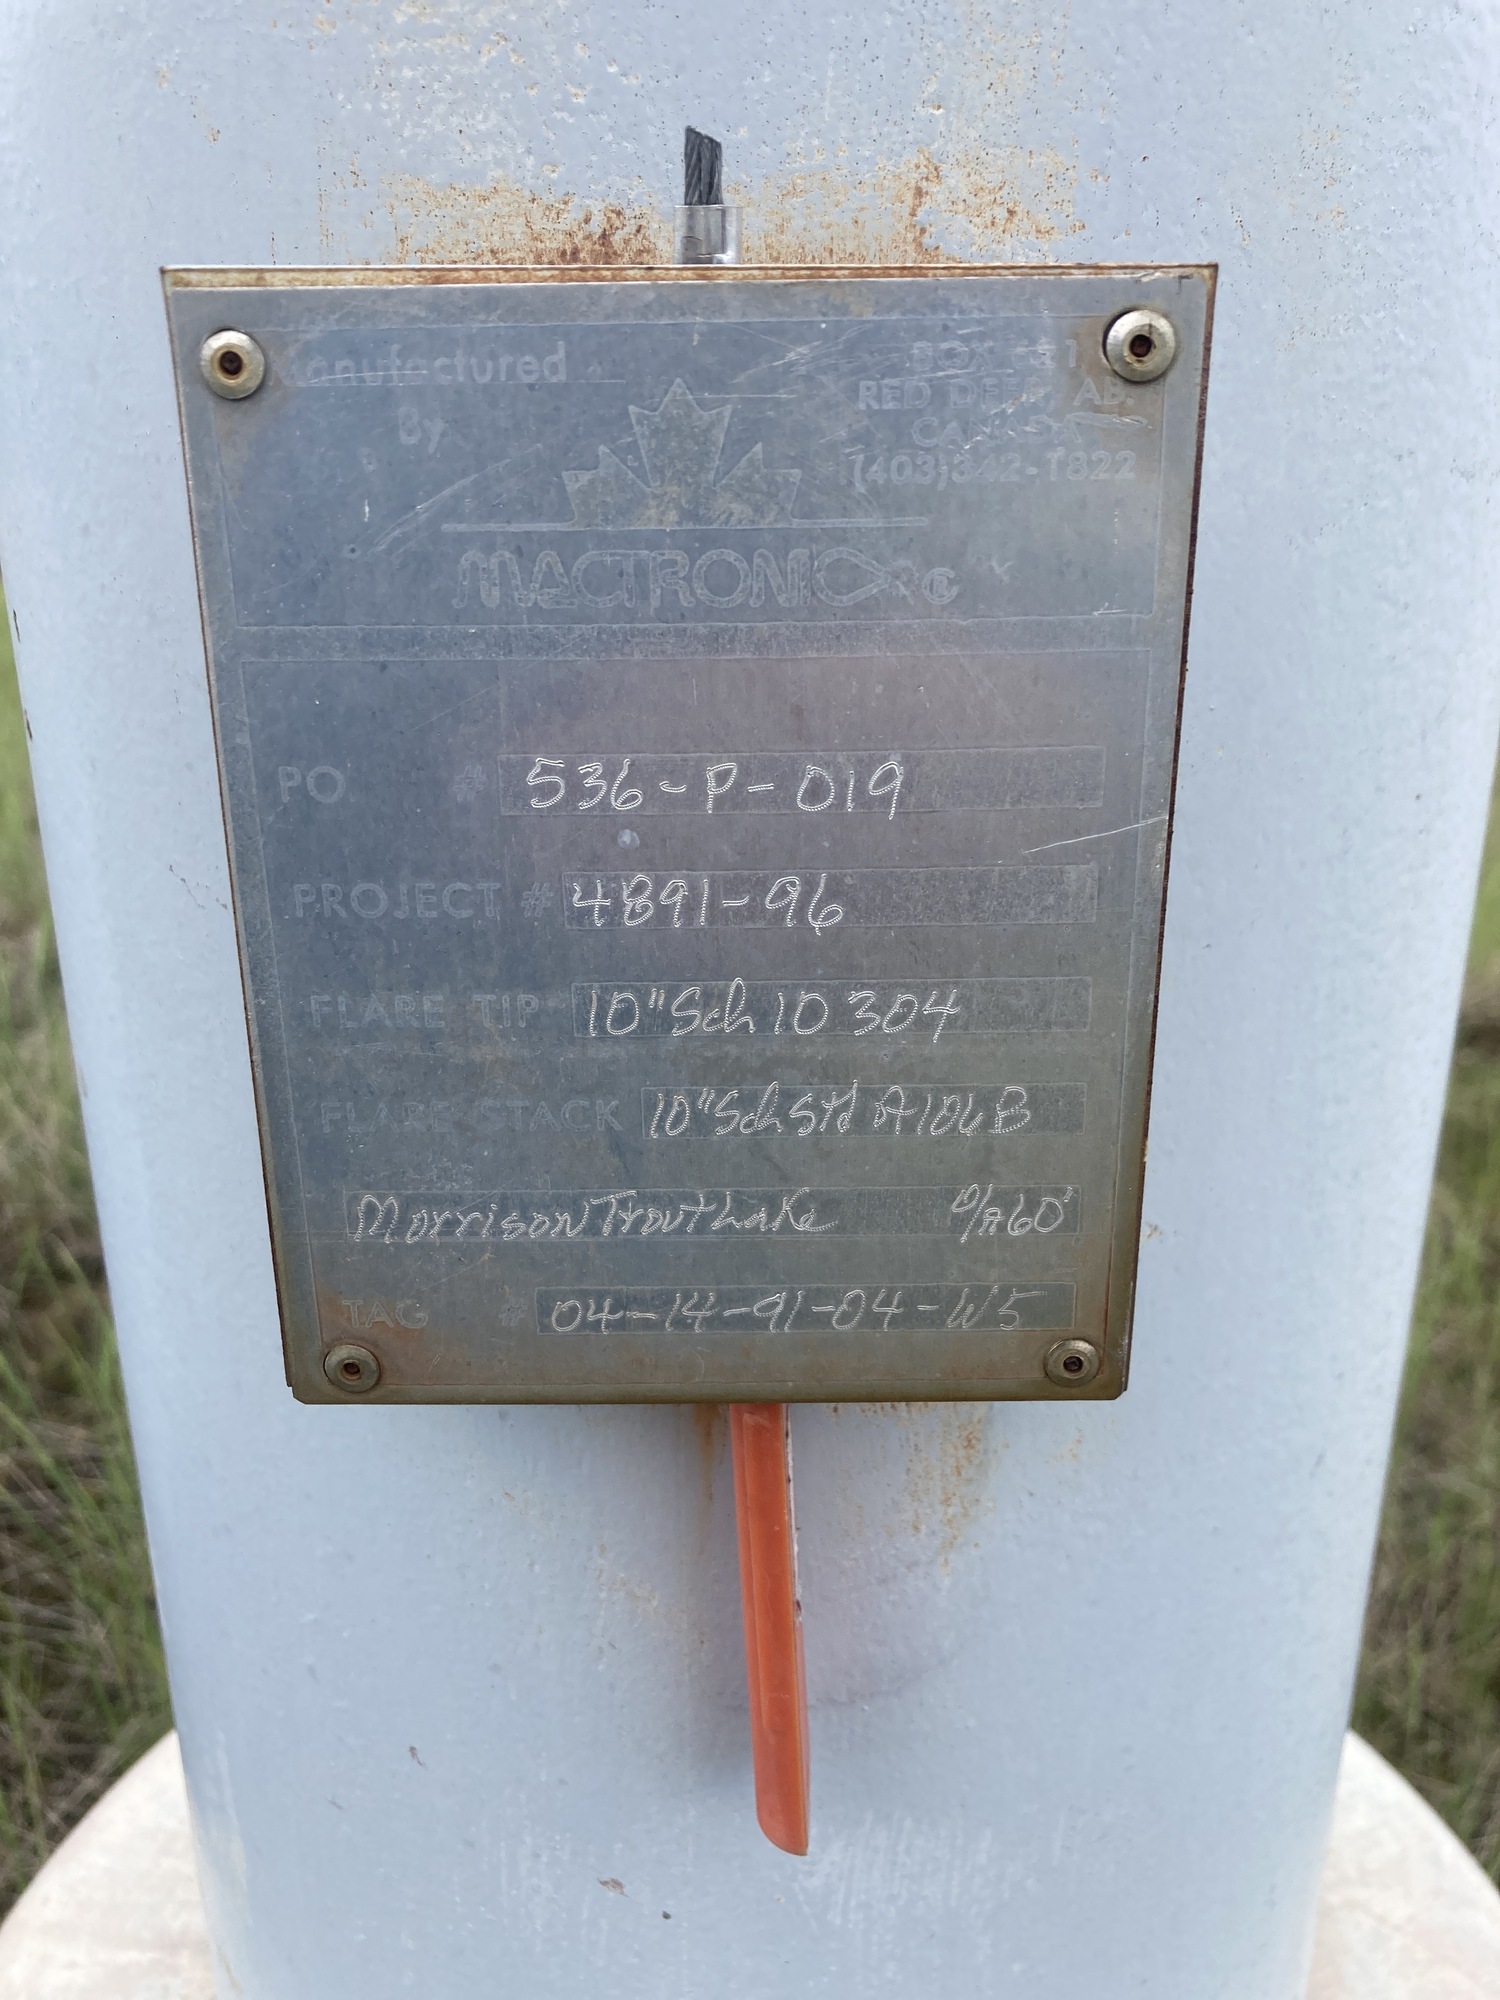 Manufactured
By
RED DEER, AB.
CANADA
(403)342-1822
MACTRONIC
PO # 536-P-019
PROJECT # 4891-96
FLARE TIP 10"Sch 10 304
FLARE STACK 10"Sch Std A106B
Morrison Trout Lake O/A 60'
TAG # 04-14-91-04-W5